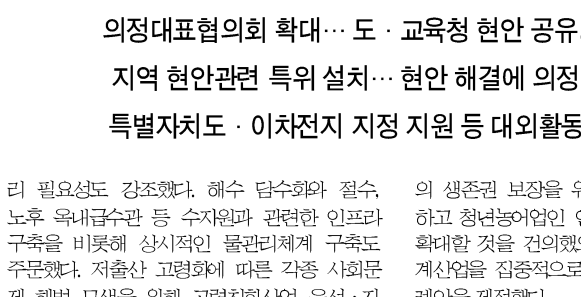 의정대표협의회 확대… 도·교육청 현안 공유
지역 현안관련 특위 설치… 현안 해결에 의정
특별자치도·이차전지 지정 지원 등 대외활동
리 필요성도 강조했다. 해수 담수화와 절수,
노후 옥내급수관 등 수자원과 관련한 인프라
구축을 비롯해 상시적인 물관리체계 구축도
주문했다. 저출산 고령화에 따른 각종 사회문
의 생존권 보장을
하고 청년농어업인
확대할 것을 건의했
계산업을 집중적으로